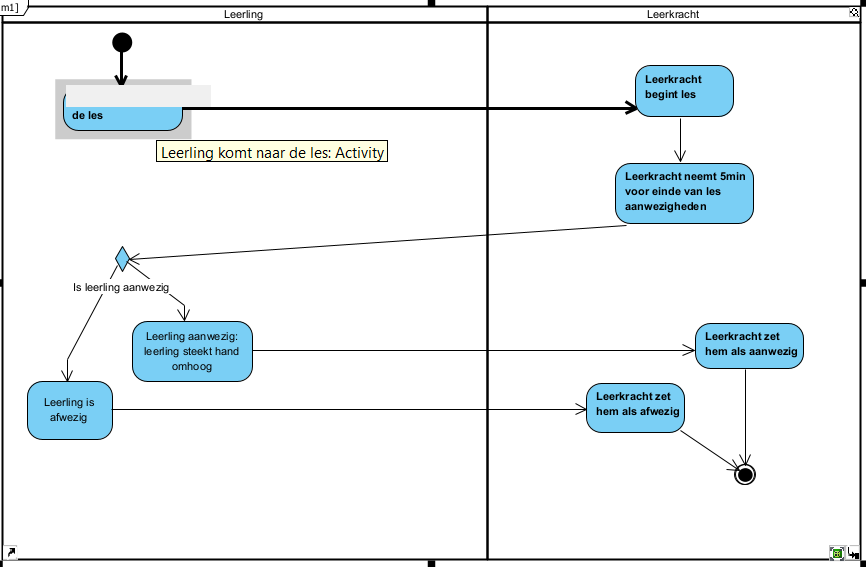 m1]
Leerling
Leerkracht
de les
Leerling komt naar de les: Activity
Leerkracht
begint les
Leerkracht neemt 5min
voor einde van les
aanwezigheden
Is leerling aanwezig
Leerling aanwezig:
leerling steekt hand
omhoog
Leerkracht zet
hem als aanwezig
Leerling is
afwezig
Leerkracht zet
hem als afwezig